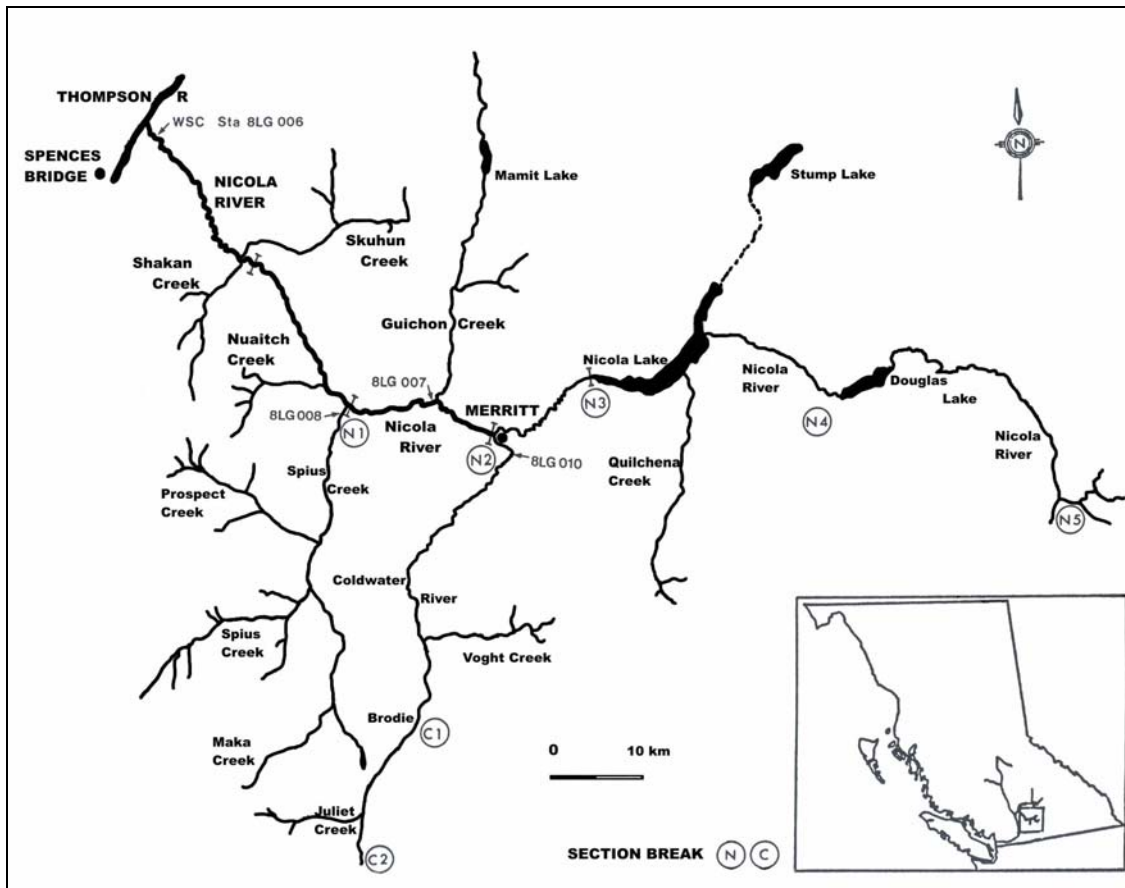 THOMPSON R
WSC Sta 8LG 006
SPENCES
BRIDGE
NICOLA
RIVER
Mamit Lake
Stump Lake
N
Skuhun
Creek
Shakan
Creek
Guichon Creek
Nuaitch
Creek
8LG 007
Nicola Lake
Nicola
River
Douglas
Lake
MERRITT
N3
N4
8LG 008
N1
Nicola
River
N2
8LG 010
Nicola
River
Quilchena
Creek
Spius
Creek
Prospect
Creek
N5
Coldwater
River
Spius
Creek
Voght Creek
Brodie
C1
Maka
Creek
0 10 km
Juliet
Creek
C2
SECTION BREAK N C